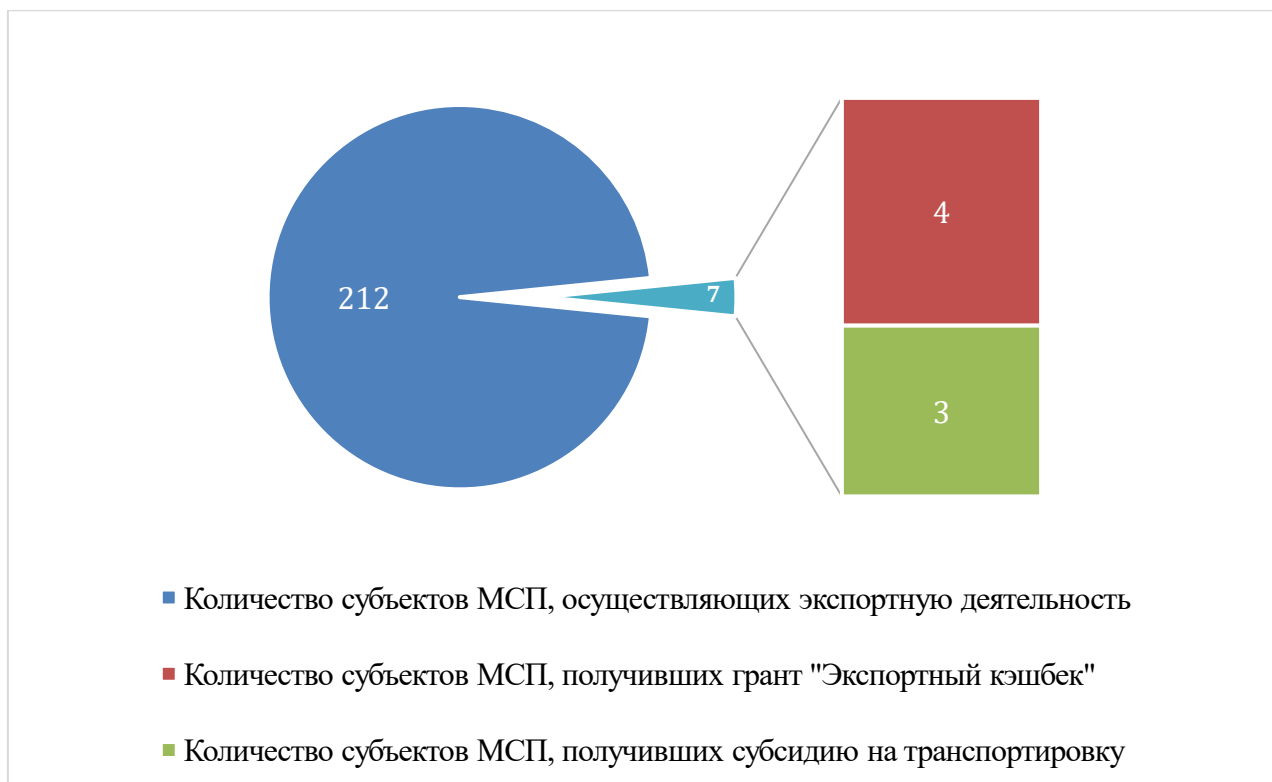 212
7
4
3
Количество субъектов МСП, осуществляющих экспортную деятельность
Количество субъектов МСП, получивших грант "Экспортный кэшбек"
Количество субъектов МСП, получивших субсидию на транспортировку